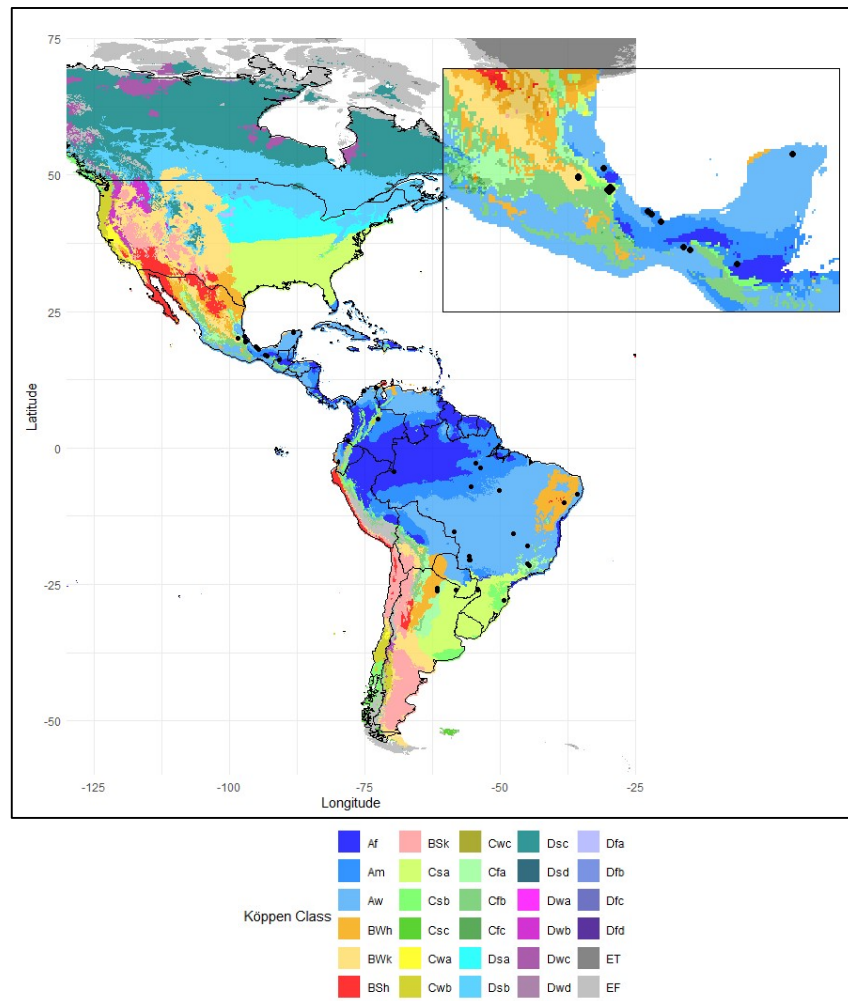 75
50
25
0
-25
-50
Latitude
-125
-100
-75
-50
-25
Longitude
Köppen Class
Af
BSk
Cwc
Dsc
Dfa
Am
Csa
Cfa
Dsd
Dfb
Aw
Csb
Cfb
Dwa
Dfc
BWh
Csc
Cfc
Dwb
Dfd
BWk
Cwa
Dsa
Dwc
ET
BSh
Cwb
Dsb
Dwd
EF